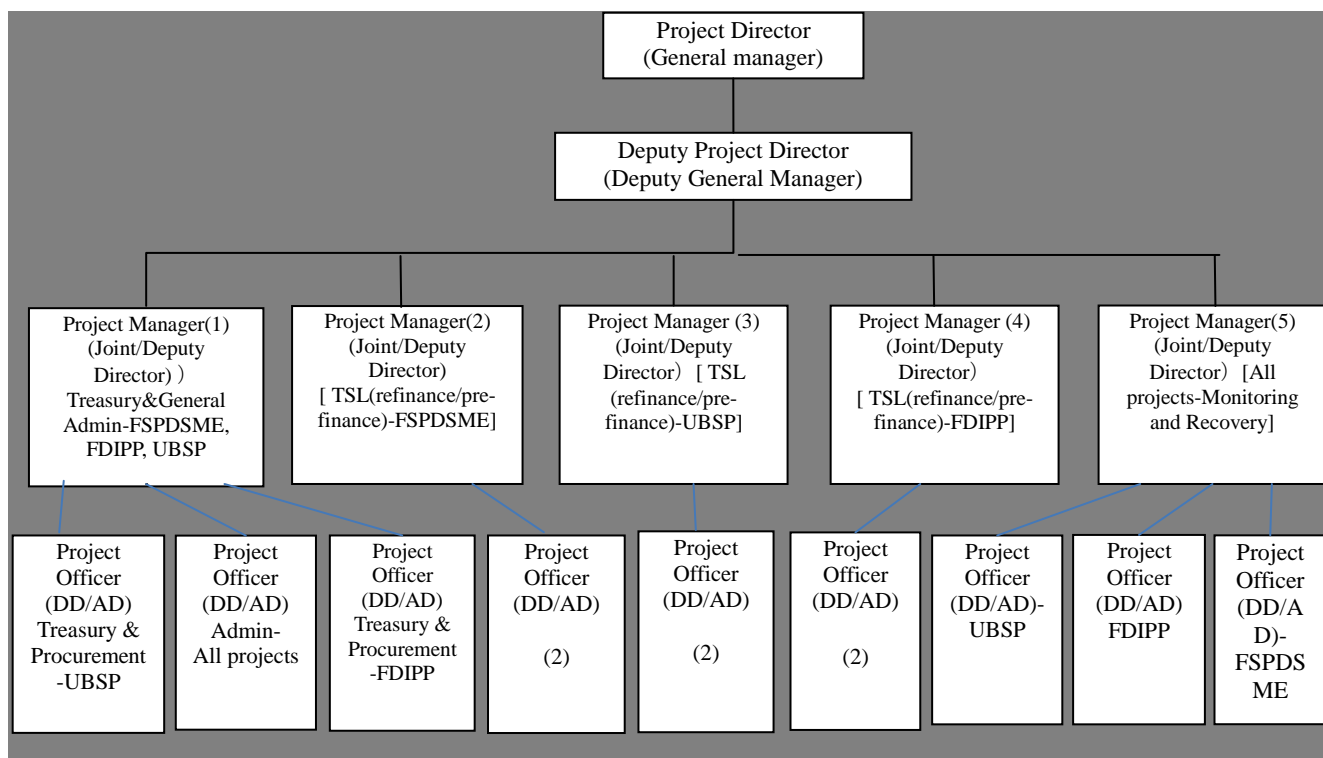 Project Director
(General manager)
Deputy Project Director
(Deputy General Manager)
Project Manager(1)
(Joint/Deputy
Director) ）
Treasury&General
Admin-FSPDSME,
FDIPP, UBSP
Project Manager(2)
(Joint/Deputy
Director)
[ TSL(refinance/pre-
finance)-FSPDSME]
Project Manager (3)
(Joint/Deputy
Director） [ TSL
(refinance/pre-
finance)-UBSP]
Project Manager (4)
(Joint/Deputy
Director）
[ TSL(refinance/pre-
finance)-FDIPP]
Project Manager(5)
(Joint/Deputy
Director） [All
projects-Monitoring
and Recovery]
Project
Officer
(DD/AD)
Treasury &
Procurement
-UBSP
Project
Officer
(DD/AD)
Admin-
All projects
Project
Officer
(DD/AD)
Treasury &
Procurement
-FDIPP
Project
Officer
(DD/AD)
(2)
Project
Officer
(DD/AD)
(2)
Project
Officer
(DD/AD)
(2)
Project
Officer
(DD/AD)-
UBSP
Project
Officer
(DD/AD)
FDIPP
Project
Officer
(DD/A
D)-
FSPDS
ME